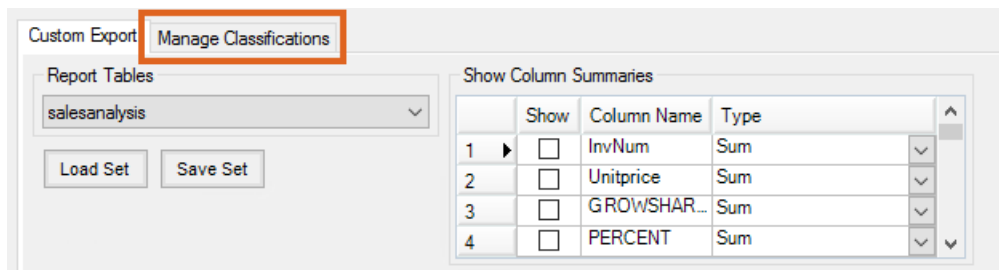 Custom Export Manage Classifications
Report Tables
salesanalysis
Load Set Save Set
Show Column Summaries
Show Column Name Type
1 InvNum Sum
2 Unitprice Sum
3 GROWSHAR... Sum
4 PERCENT Sum